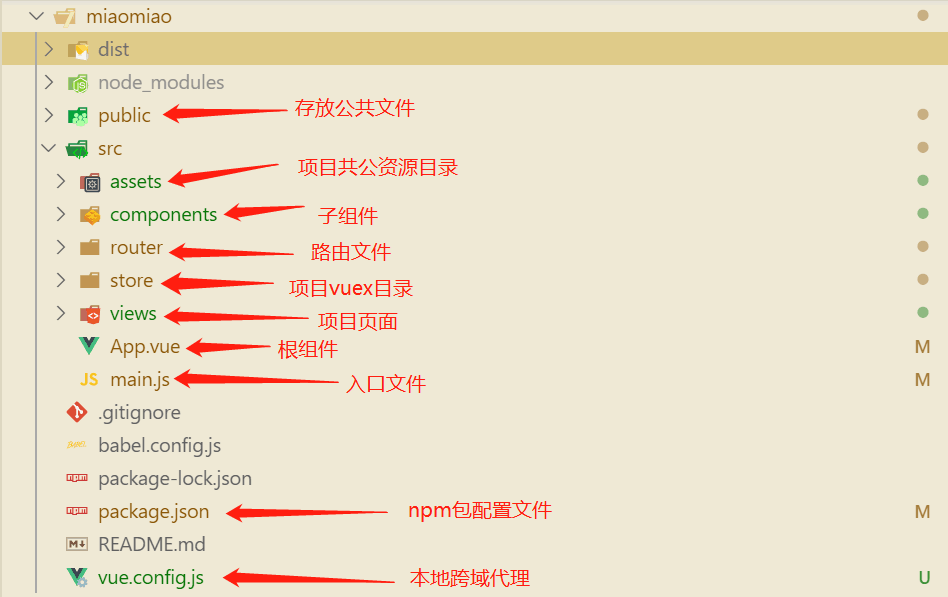 miaomiao
dist
node_modules
public 存放公共文件
src
assets 项目共公资源目录
components 子组件
router 路由文件
store 项目vuex目录
views 项目页面
App.vue 根组件 M
JS main.js 入口文件 M
.gitignore
BABEL babel.config.js
npm package-lock.json
npm package.json npm包配置文件 M
M README.md
vue.config.js 本地跨域代理 U